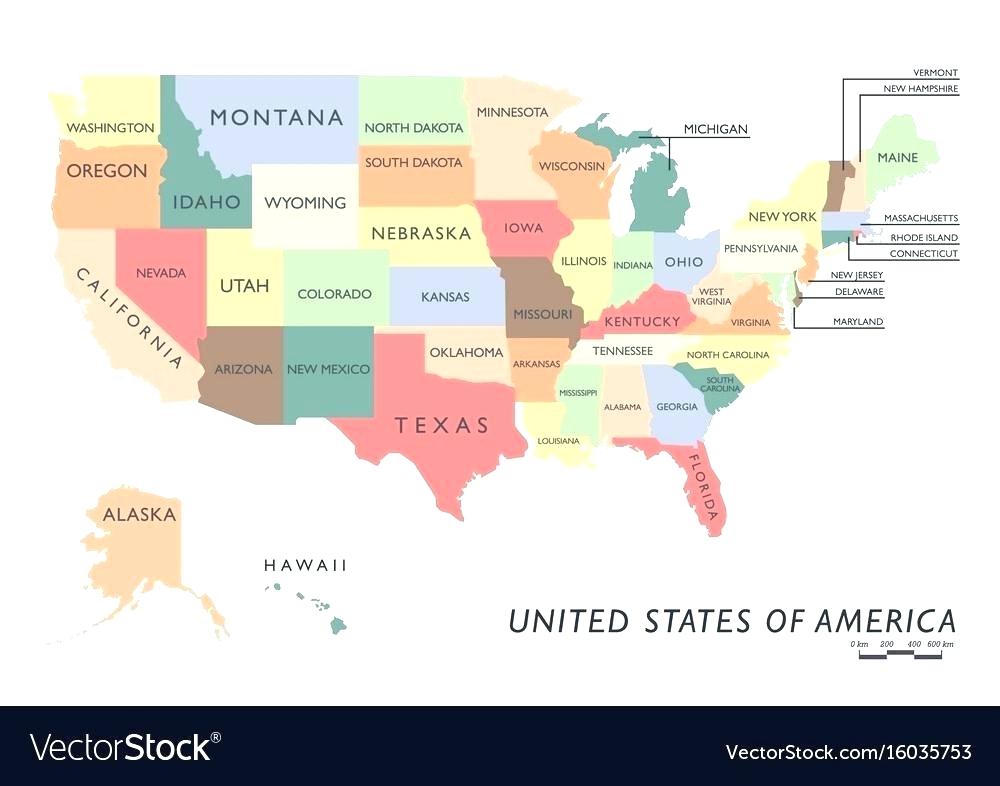 VERMONT
NEW HAMPSHIRE
MICHIGAN
MONTANA
MINNESOTA
WASHINGTON
NORTH DAKOTA
MAINE
OREGON
SOUTH DAKOTA
WISCONSIN
IDAHO
WYOMING
NEW YORK
MASSACHUSETTS
NEBRASKA
IOWA
RHODE ISLAND
PENNSYLVANIA
CONNECTICUT
ILLINOIS
INDIANA
OHIO
NEVADA
NEW JERSEY
UTAH
COLORADO
KANSAS
WEST
VIRGINIA
DELAWARE
CALIFORNIA
MISSOURI
KENTUCKY
VIRGINIA
MARYLAND
OKLAHOMA
TENNESSEE
NORTH CAROLINA
ARIZONA
NEW MEXICO
ARKANSAS
SOUTH
CAROLINA
MISSISSIPPI
ALABAMA
GEORGIA
TEXAS
LOUISIANA
FLORIDA
ALASKA
HAWAII
UNITED STATES OF AMERICA
0 km 200 400 600 km
VectorStock®
VectorStock.com/16035753